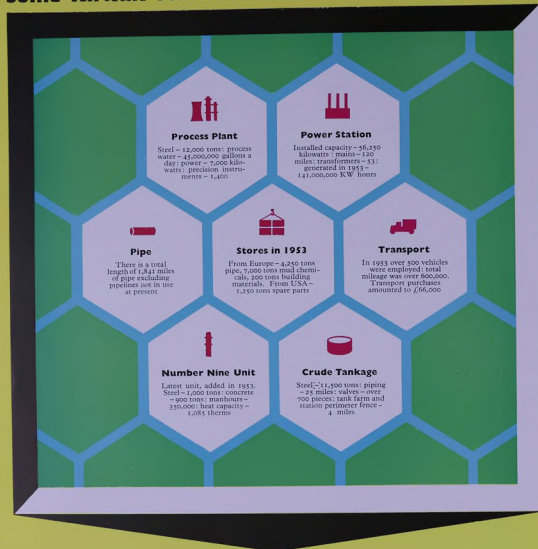 Process Plant
Steel – 12,000 tons: process
water – 45,000,000 gallons a
day: power – 7,000 kilo-
watts: precision instru-
ments – 1,400
Power Station
Installed capacity – 56,250
kilowatts: mains – 120
miles: transformers – 53:
generated in 1953 –
141,000,000 KW hours
Pipe
There is a total
length of 1,841 miles
of pipe excluding
pipelines not in use
at present
Stores in 1953
From Europe – 4,250 tons
pipe, 7,000 tons mud chemi-
cals, 200 tons building
materials. From USA –
1,250 tons spare parts
Transport
In 1953 over 500 vehicles
were employed: total
mileage was over 600,000.
Transport purchases
amounted to £66,000
Number Nine Unit
Latest unit, added in 1953.
Steel – 1,000 tons: concrete
– 900 tons: manhours –
350,000: heat capacity –
1,085 therms
Crude Tankage
Steel – 11,500 tons: piping
– 25 miles: valves – over
700 pieces: tank farm and
station perimeter fence –
4 miles